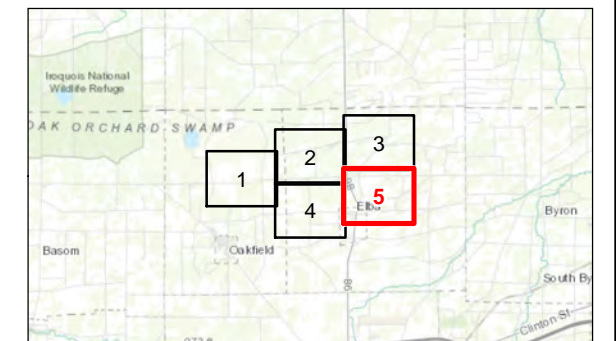 Iroquois National
Wildlife Refuge
OAK ORCHARD SWAMP
3
2
1
98
5
4
Elba
Byron
Basom
Oakfield
98
South By
Clinton St